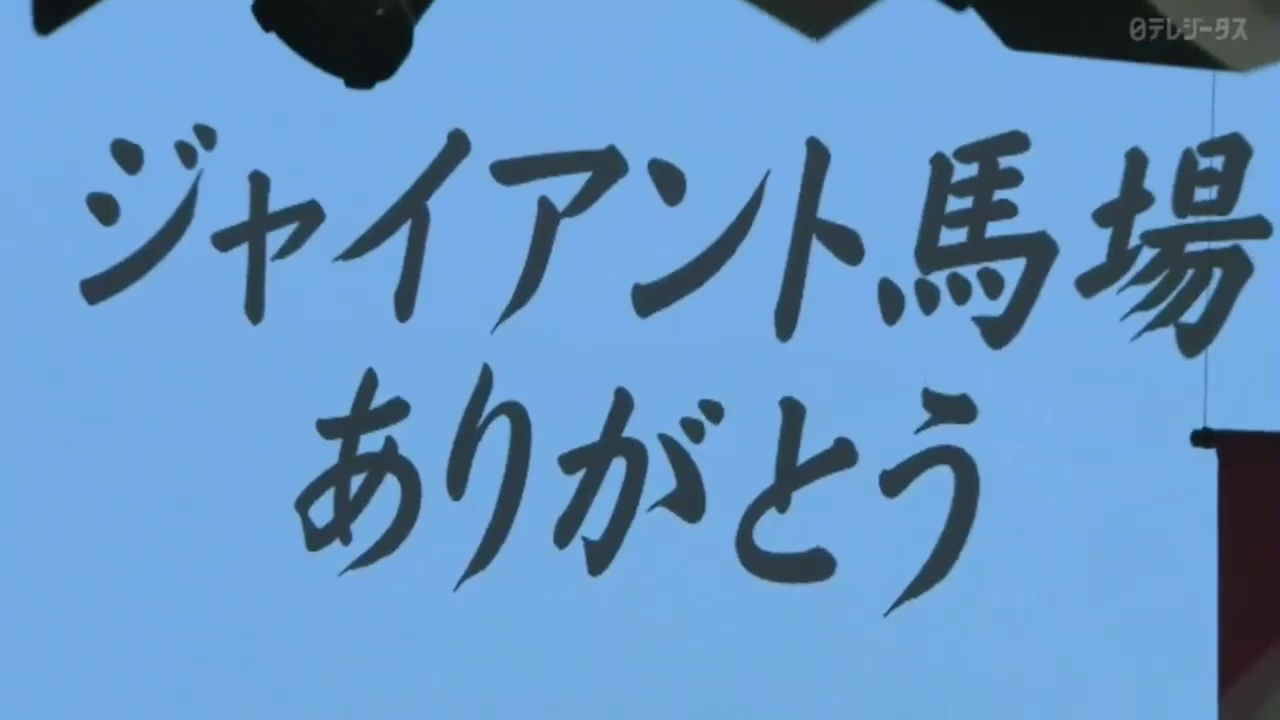 日テレジータス
ジャイアント馬場
ありがとう